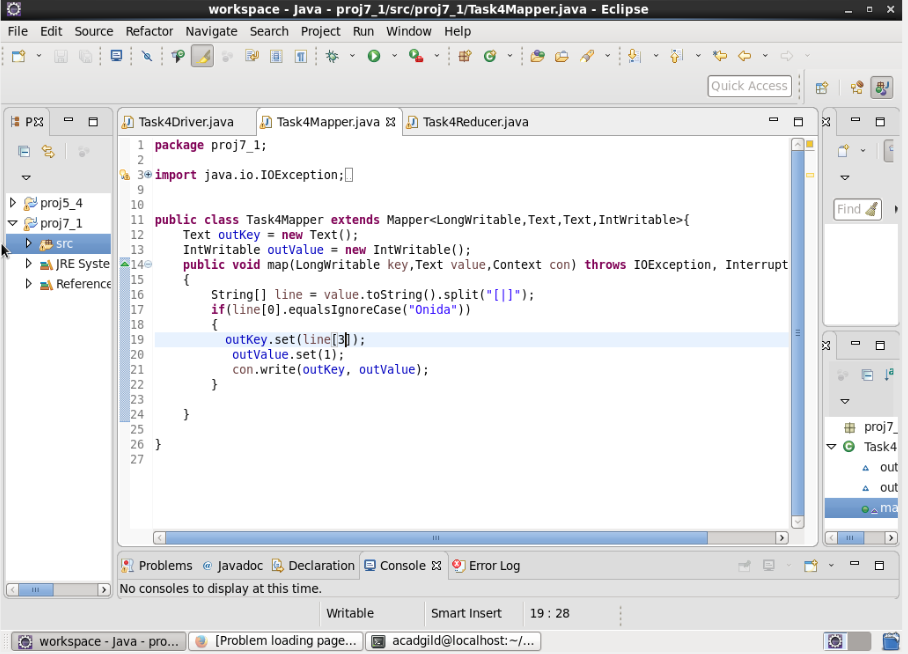 workspace - Java - proj7_1/src/proj7_1/Task4Mapper.java - Eclipse
File Edit Source Refactor Navigate Search Project Run Window Help
Quick Access
P
Task4Driver.java
Task4Mapper.java
Task4Reducer.java
proj5_4
proj7_1
src
JRE Syste
Reference
1 package proj7_1;
2
3 import java.io.IOException;
9
10
11 public class Task4Mapper extends Mapper<LongWritable,Text,Text,IntWritable>{
12 Text outKey = new Text();
13 IntWritable outValue = new IntWritable();
14 public void map(LongWritable key,Text value,Context con) throws IOException, Interrupt
15 {
16 String[] line = value.toString().split("[|]");
17 if(line[0].equalsIgnoreCase("Onida"))
18 {
19 outKey.set(line[3]);
20 outValue.set(1);
21 con.write(outKey, outValue);
22 }
23
24 }
25
26 }
27
Find
proj7_
Task4
out
out
ma
Problems Javadoc Declaration Console Error Log
No consoles to display at this time.
Writable Smart Insert 19 : 28
workspace - Java - pro...
[Problem loading page...
acadgild@localhost:~/...